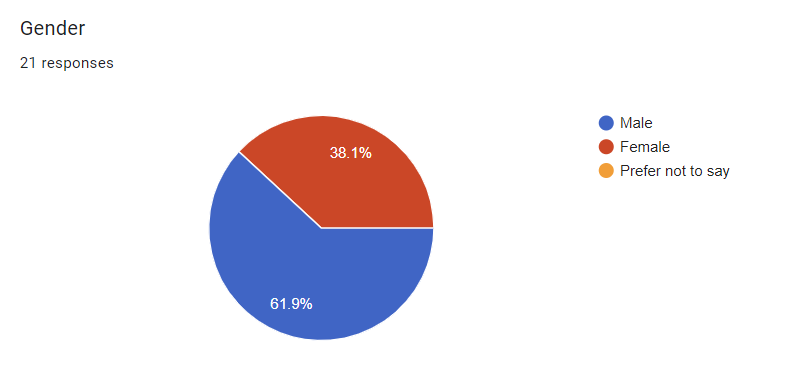 Gender
21 responses
38.1%
61.9%
Male
Female
Prefer not to say